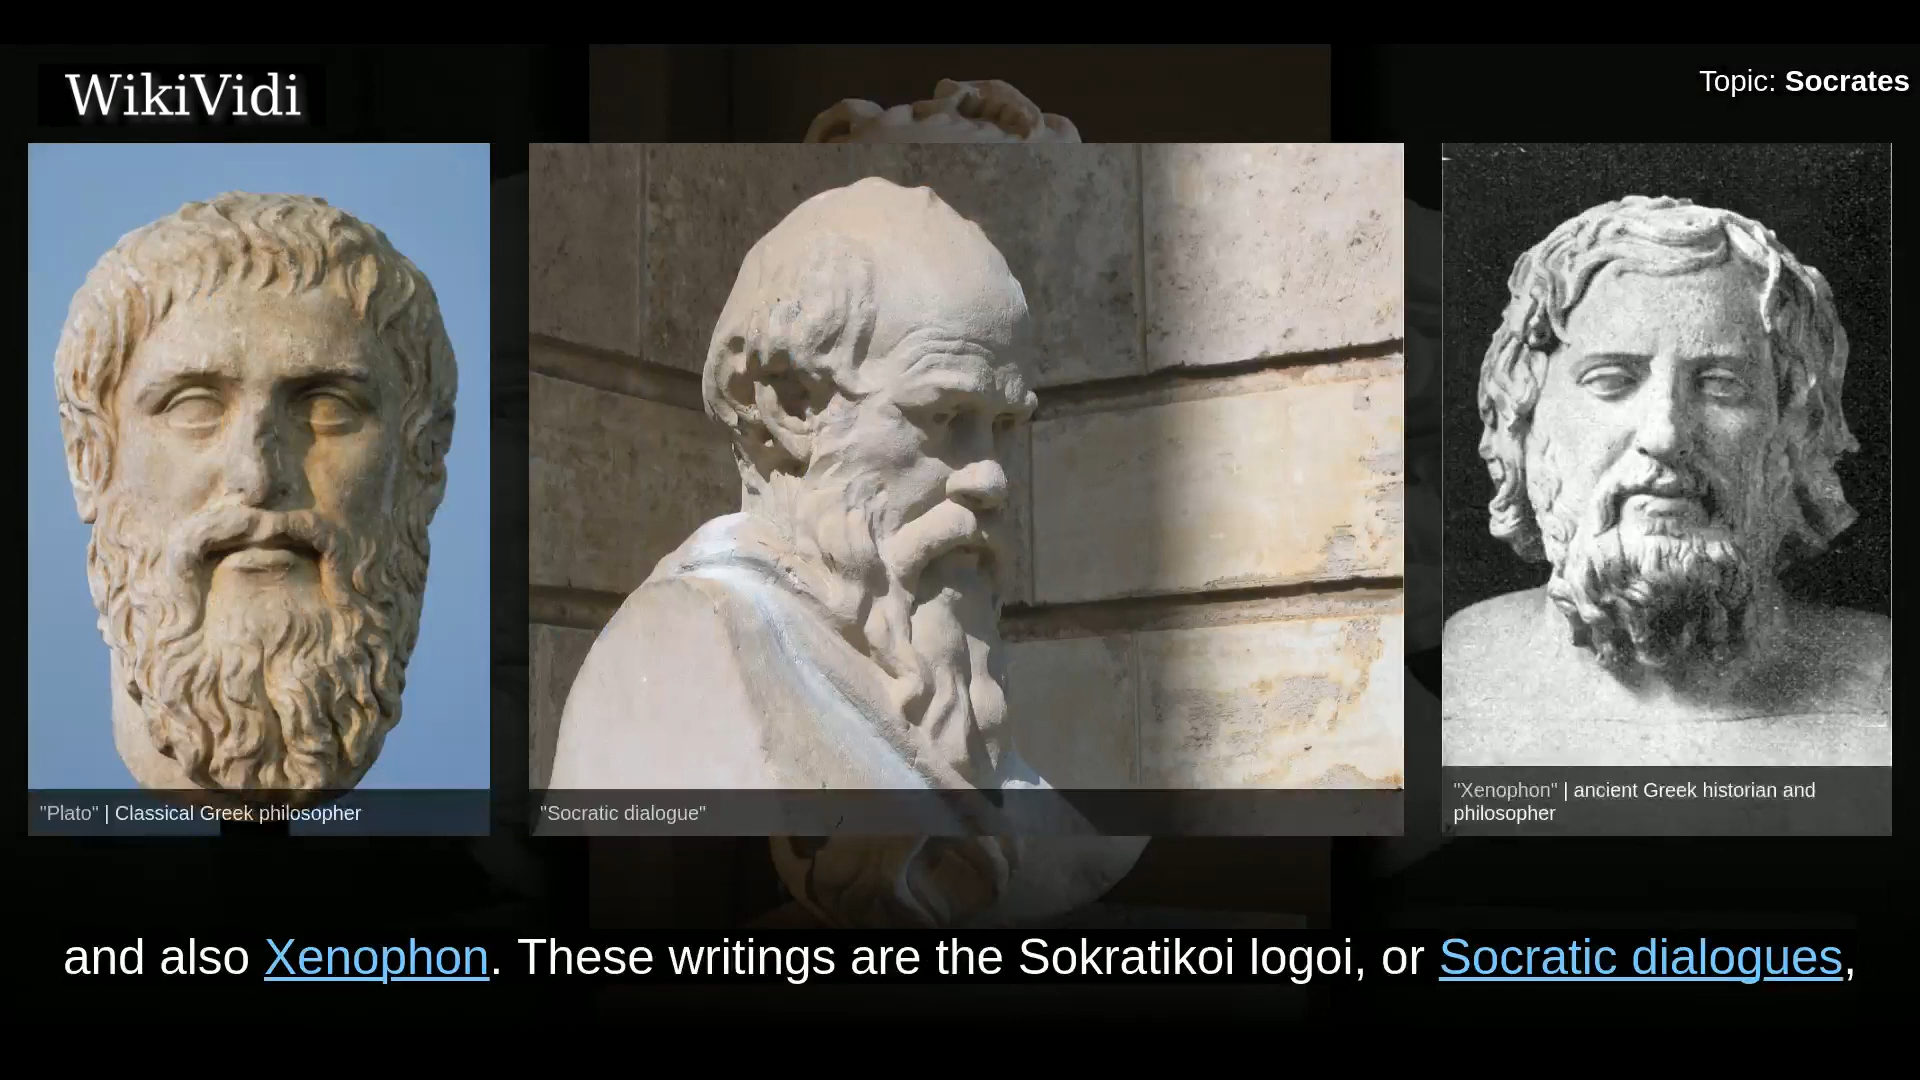 WikiVidi
Topic: Socrates
"Plato" | Classical Greek philosopher
"Socratic dialogue"
"Xenophon" | ancient Greek historian and
philosopher
and also Xenophon. These writings are the Sokratikoi logoi, or Socratic dialogues,